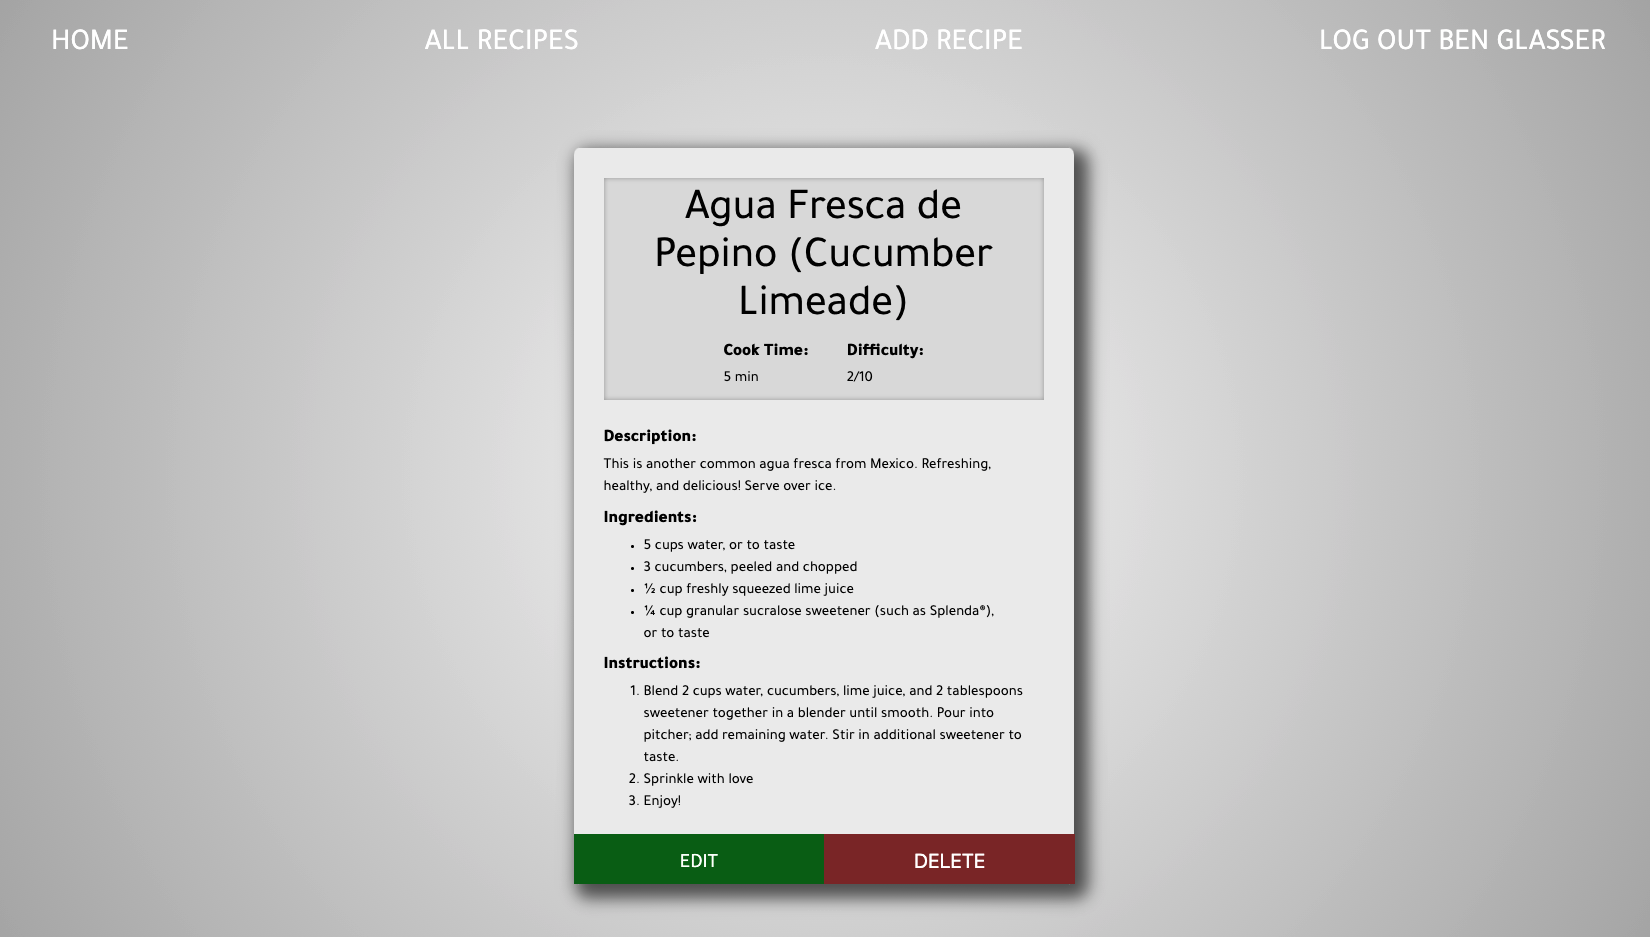 HOME
ALL RECIPES
ADD RECIPE
LOG OUT BEN GLASSER
Agua Fresca de
Pepino (Cucumber
Limeade)
Cook Time:
Difficulty:
5 min
2/10
Description:
This is another common agua fresca from Mexico. Refreshing,
healthy, and delicious! Serve over ice.
Ingredients:
• 5 cups water, or to taste
• 3 cucumbers, peeled and chopped
• ½ cup freshly squeezed lime juice
• ¼ cup granular sucralose sweetener (such as Splenda®),
or to taste
Instructions:
1. Blend 2 cups water, cucumbers, lime juice, and 2 tablespoons
sweetener together in a blender until smooth. Pour into
pitcher; add remaining water. Stir in additional sweetener to
taste.
2. Sprinkle with love
3. Enjoy!
EDIT
DELETE